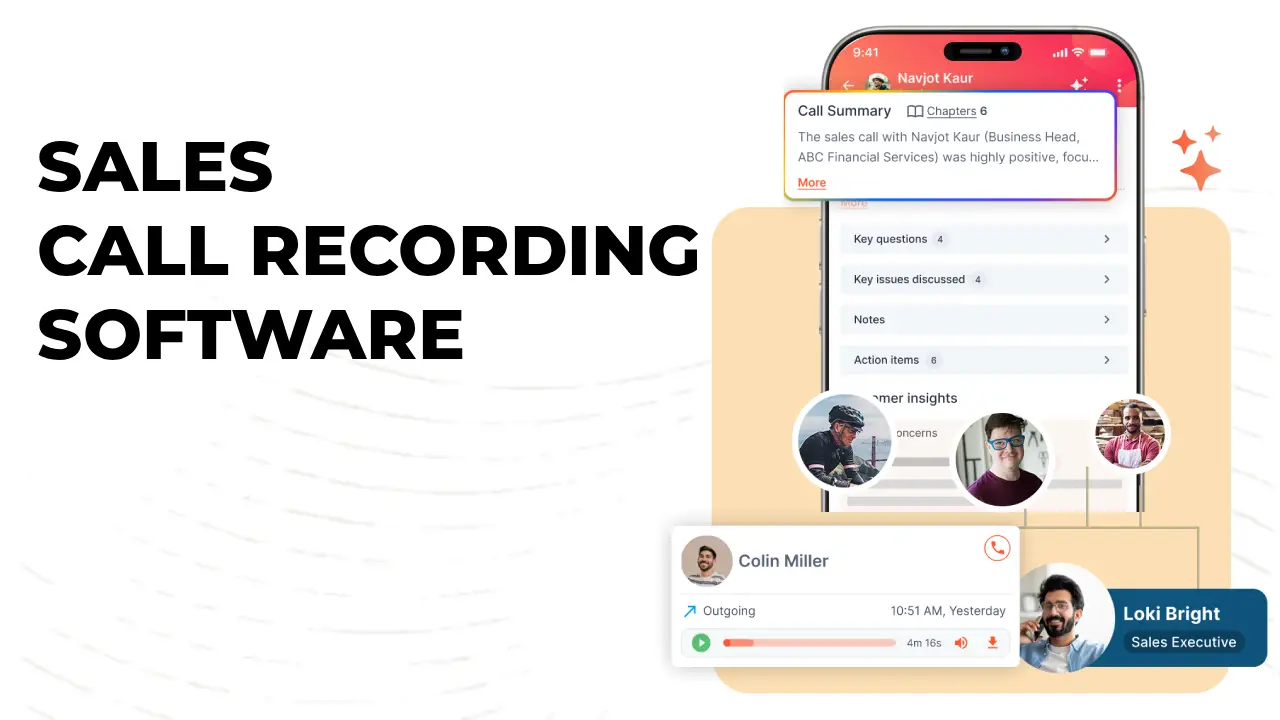 SALES
CALL RECORDING
SOFTWARE
9:41
Navjot Kaur
Call Summary Chapters 6
The sales call with Navjot Kaur (Business Head,
ABC Financial Services) was highly positive, focu...
More
More
Key questions 4
Key issues discussed 4
Notes
Action items 6
omer insights
oncerns
Colin Miller
Outgoing 10:51 AM, Yesterday
4m 16s
Loki Bright
Sales Executive